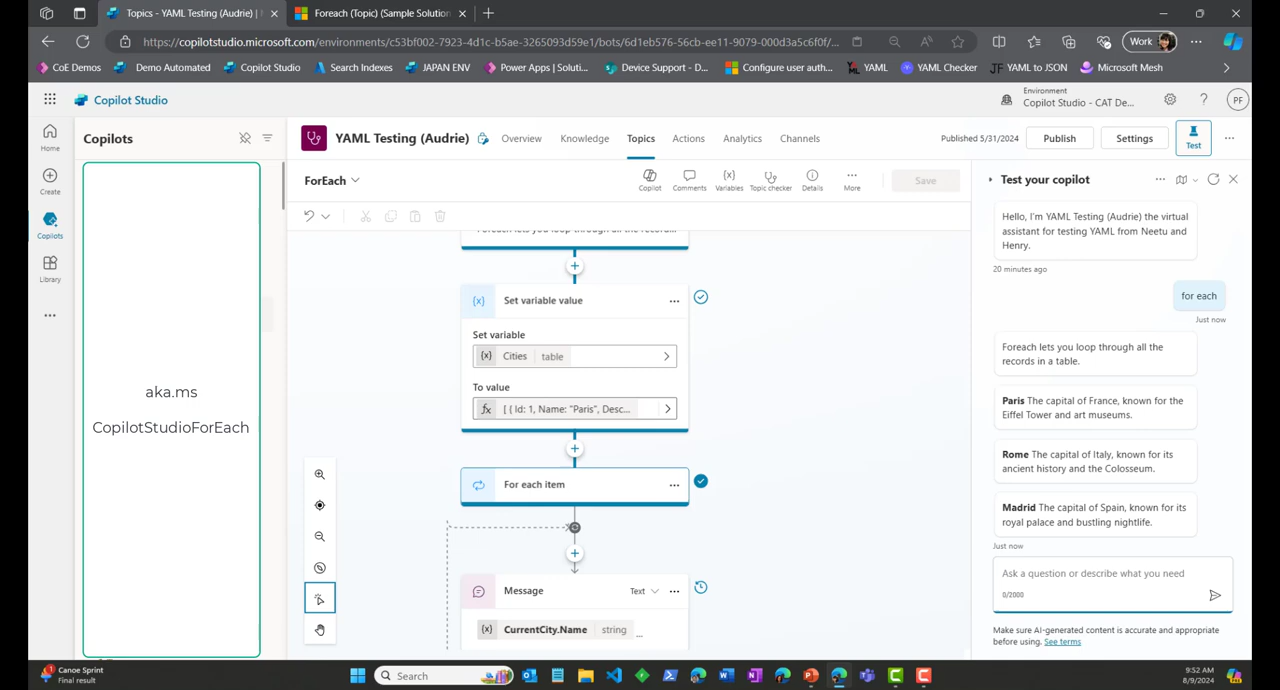 Topics - YAML Testing (Audrie) |
Foreach (Topic) (Sample Solution
https://copilotstudio.microsoft.com/environments/c53bf002-7923-4d1c-b5ae-3265093d59e1/bots/6d1eb576-56cb-ee11-9079-000d3a5c6f0f/...
Work
CoE Demos
Demo Automated
Copilot Studio
Search Indexes
JAPAN ENV
Power Apps | Soluti...
Device Support - D...
Configure user auth...
YAML
YAML Checker
JF YAML to JSON
Microsoft Mesh
Copilot Studio
Environment
Copilot Studio - CAT De...
PF
Home
Create
Copilots
Library
Copilots
aka.ms
CopilotStudioForEach
YAML Testing (Audrie)
Overview
Knowledge
Topics
Actions
Analytics
Channels
Published 5/31/2024
Publish
Settings
Test
ForEach
Copilot
Comments
Variables
Topic checker
Details
More
Save
Foreach lets you loop through all the record...
Set variable value
Set variable
{x} Cities table
To value
fx [ { Id: 1, Name: "Paris", Desc...
For each item
Message
Text
{x} CurrentCity.Name string ...
Test your copilot
Hello, I'm YAML Testing (Audrie) the virtual
assistant for testing YAML from Neetu and
Henry.
20 minutes ago
for each
Just now
Foreach lets you loop through all the
records in a table.
Paris The capital of France, known for the
Eiffel Tower and art museums.
Rome The capital of Italy, known for its
ancient history and the Colosseum.
Madrid The capital of Spain, known for its
royal palace and bustling nightlife.
Just now
Ask a question or describe what you need
0/2000
Make sure AI-generated content is accurate and appropriate
before using. See terms
Canoe Sprint
Final result
Search
9:52 AM
8/9/2024